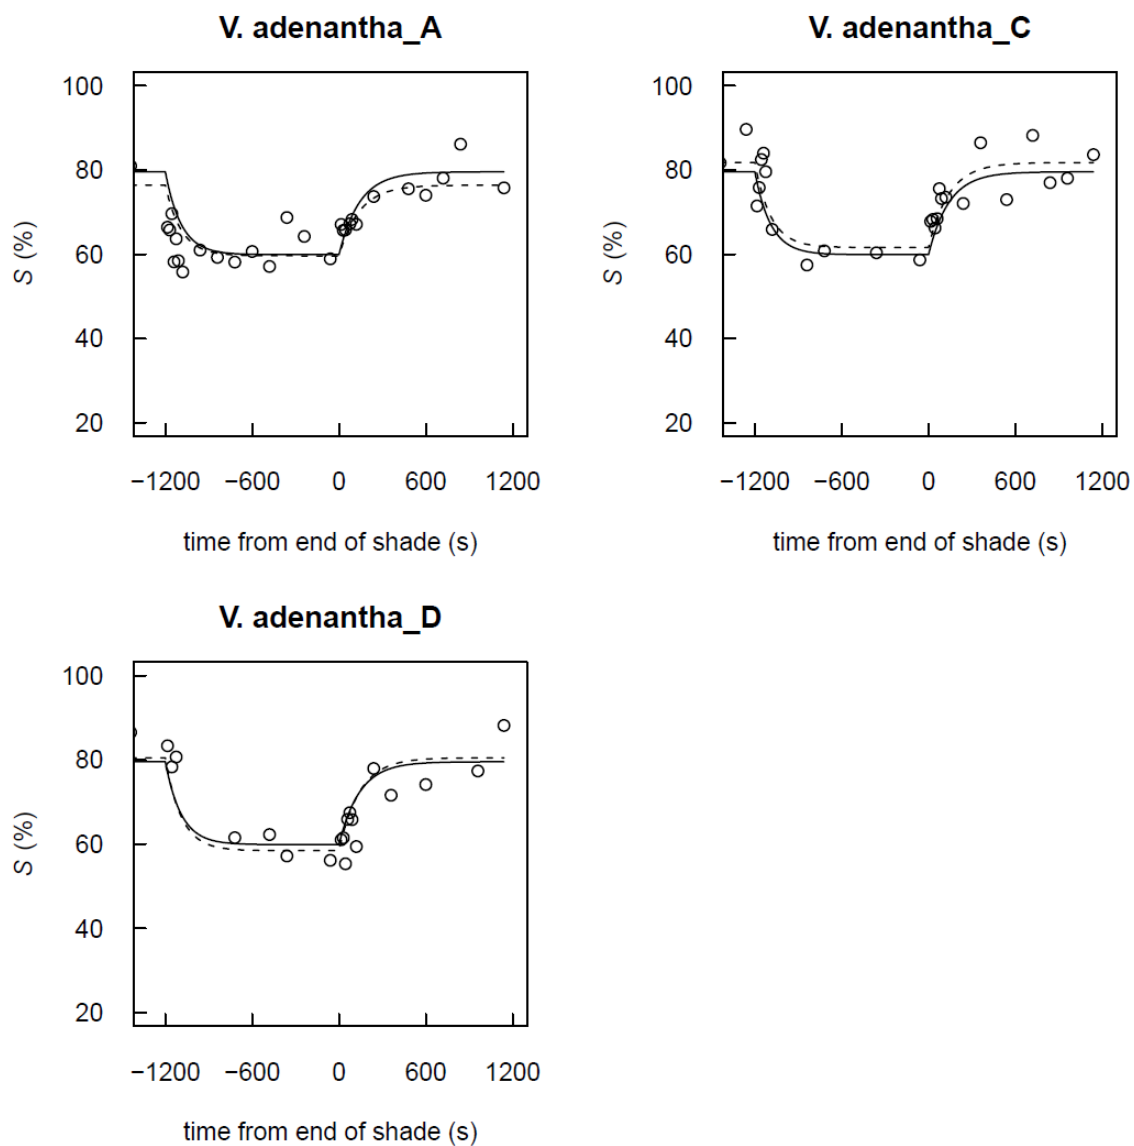 V. adenantha_A
V. adenantha_C
100
80
60
40
20
S (%)
−1200 −600 0 600 1200
time from end of shade (s)
100
80
60
40
20
S (%)
−1200 −600 0 600 1200
time from end of shade (s)
V. adenantha_D
100
80
60
40
20
S (%)
−1200 −600 0 600 1200
time from end of shade (s)